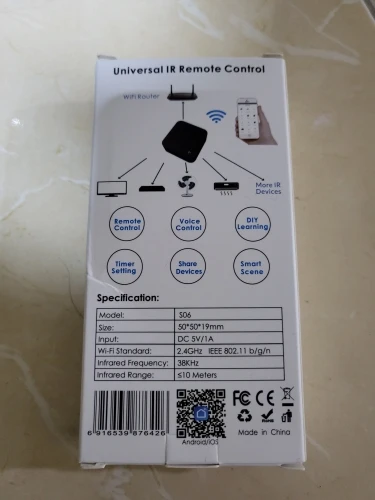 Universal IR Remote Control
Wifi Router
More IR
Devices
Remote
Control
Voice
Control
DIY
Learning
Timer
Setting
Share
Devices
Smart
Scene
Specification:
Model: S06
Size: 50*50*19mm
Input: DC 5V/1A
Wi-Fi Standard: 2.4GHz IEEE 802.11 b/g/n
Infrared Frequency: 38KHz
Infrared Range: ≤10 Meters
6 916539 876426
Android/iOS
CE
Made in China